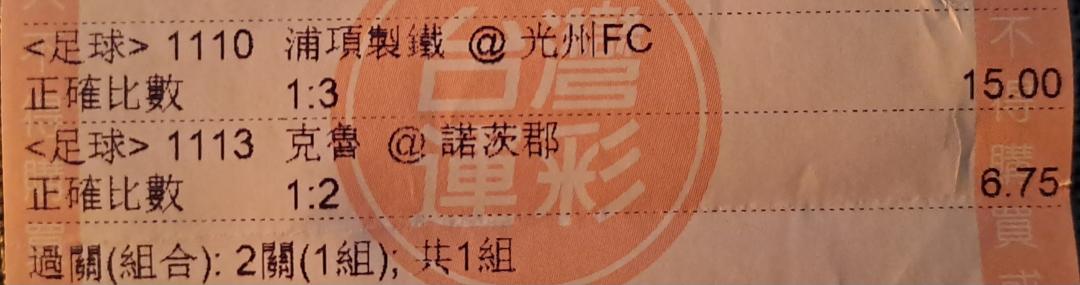 <足球> 1110 浦項製鐵 @ 光州FC
正確比數 1:3 15.00
<足球> 1113 克魯 @ 諾茨郡
正確比數 1:2 6.75
過關(組合): 2關(1組); 共1組
台灣
運彩
不得購買或